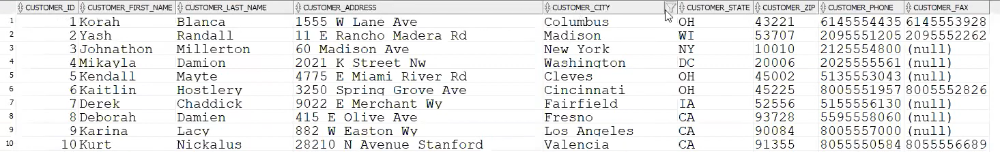 CUSTOMER_ID CUSTOMER_FIRST_NAME CUSTOMER_LAST_NAME CUSTOMER_ADDRESS CUSTOMER_CITY CUSTOMER_STATE CUSTOMER_ZIP CUSTOMER_PHONE CUSTOMER_FAX
1 1 Korah Blanca 1555 W Lane Ave Columbus OH 43221 6145554435 6145553928
2 2 Yash Randall 11 E Rancho Madera Rd Madison WI 53707 2095551205 2095552262
3 3 Johnathon Millerton 60 Madison Ave New York NY 10010 2125554800 (null)
4 4 Mikayla Damion 2021 K Street Nw Washington DC 20006 2025555561 (null)
5 5 Kendall Mayte 4775 E Miami River Rd Cleves OH 45002 5135553043 (null)
6 6 Kaitlin Hostlery 3250 Spring Grove Ave Cincinnati OH 45225 8005551957 8005552826
7 7 Derek Chaddick 9022 E Merchant Wy Fairfield IA 52556 5155556130 (null)
8 8 Deborah Damien 415 E Olive Ave Fresno CA 93728 5595558060 (null)
9 9 Karina Lacy 882 W Easton Wy Los Angeles CA 90084 8005557000 (null)
10 10 Kurt Nickalus 28210 N Avenue Stanford Valencia CA 91355 8055550584 8055556689